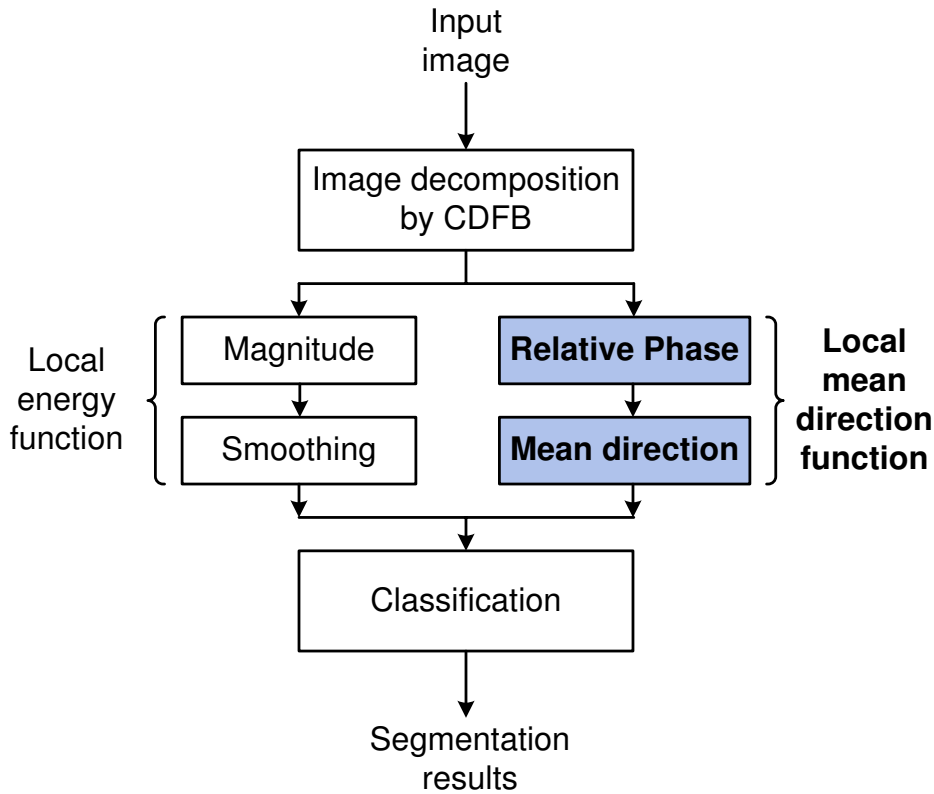 Input
image
Image decomposition
by CDFB
Local
energy
function
Magnitude
Smoothing
Relative Phase
Mean direction
Local
mean
direction
function
Classification
Segmentation
results